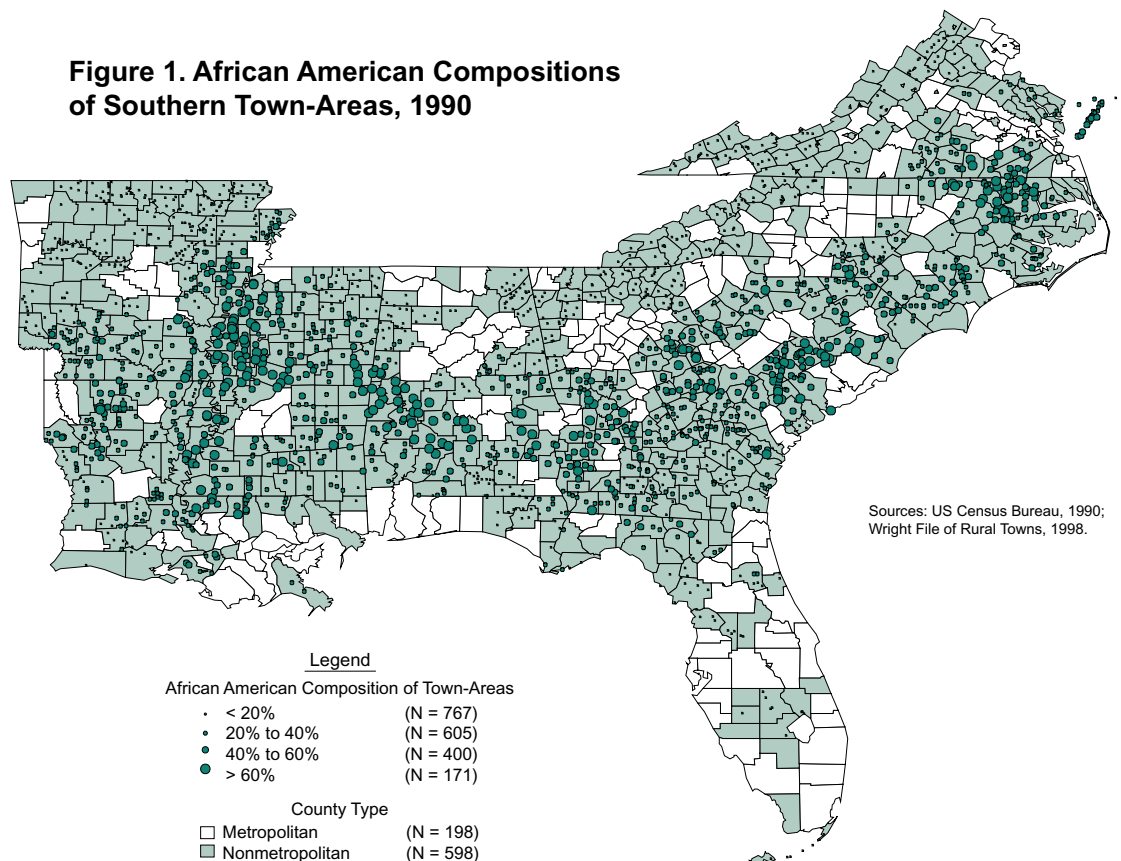 Figure 1. African American Compositions
of Southern Town-Areas, 1990
Sources: US Census Bureau, 1990;
Wright File of Rural Towns, 1998.
Legend
African American Composition of Town-Areas
< 20% (N = 767)
20% to 40% (N = 605)
40% to 60% (N = 400)
> 60% (N = 171)
County Type
Metropolitan (N = 198)
Nonmetropolitan (N = 598)